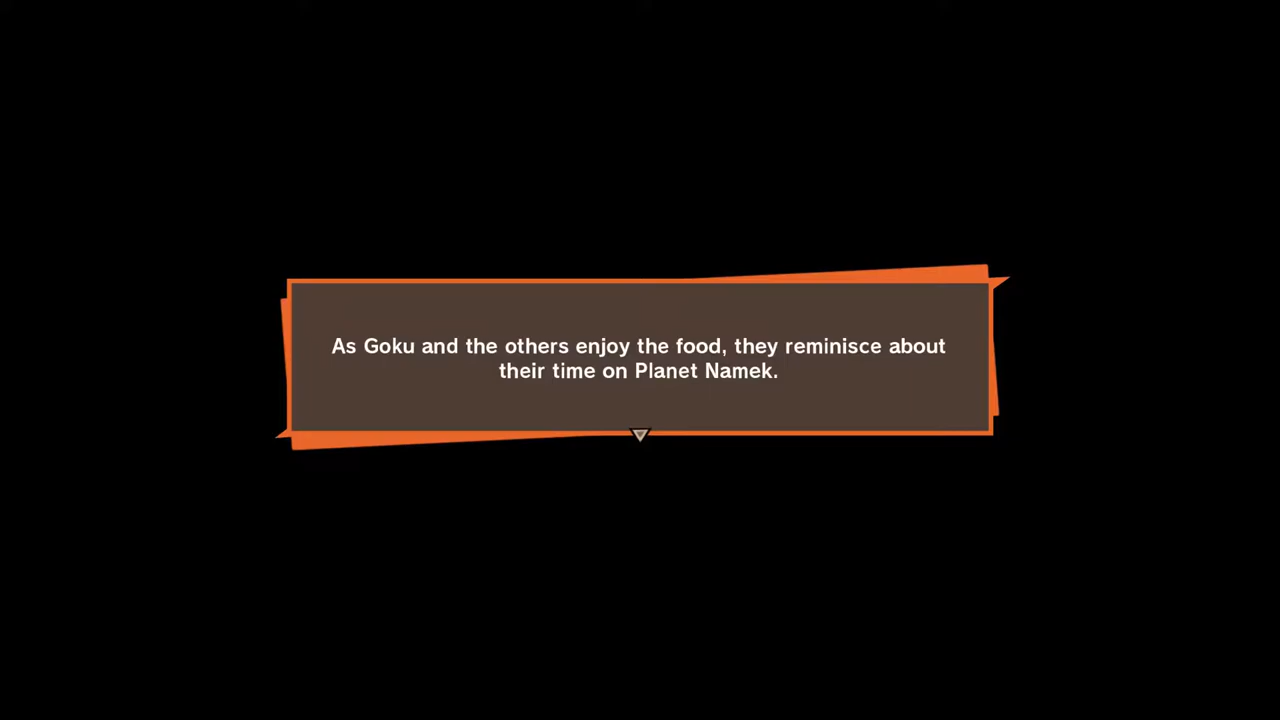 As Goku and the others enjoy the food, they reminisce about
their time on Planet Namek.